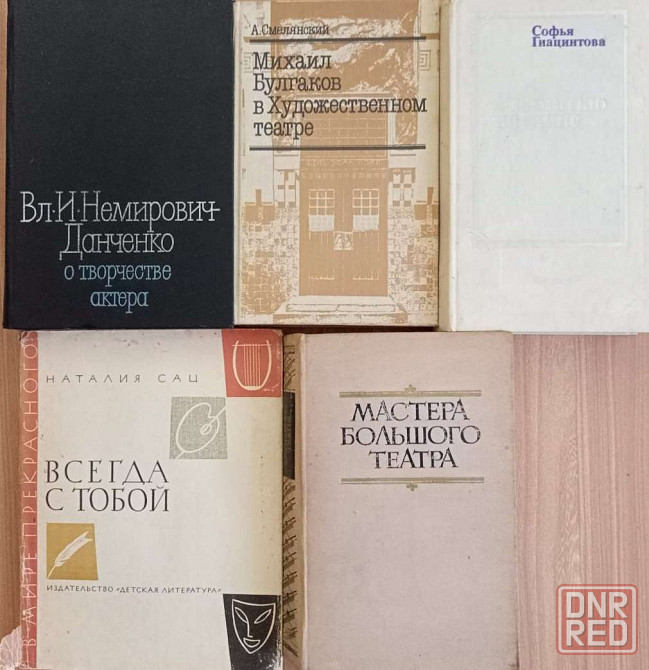 Вл·И·Немирович-
Данченко
о творчестве
актера
А.Смелянский
Михаил
Булгаков
в Художественном
театре
Софья
Гиацинтова
НАТАЛИЯ САЦ
ВСЕГДА
С ТОБОЙ
ИЗДАТЕЛЬСТВО «ДЕТСКАЯ ЛИТЕРАТУРА»
В МИРЕ ПРЕКРАСНОГО
МАСТЕРА
БОЛЬШОГО
ТЕАТРА
DNR
RED